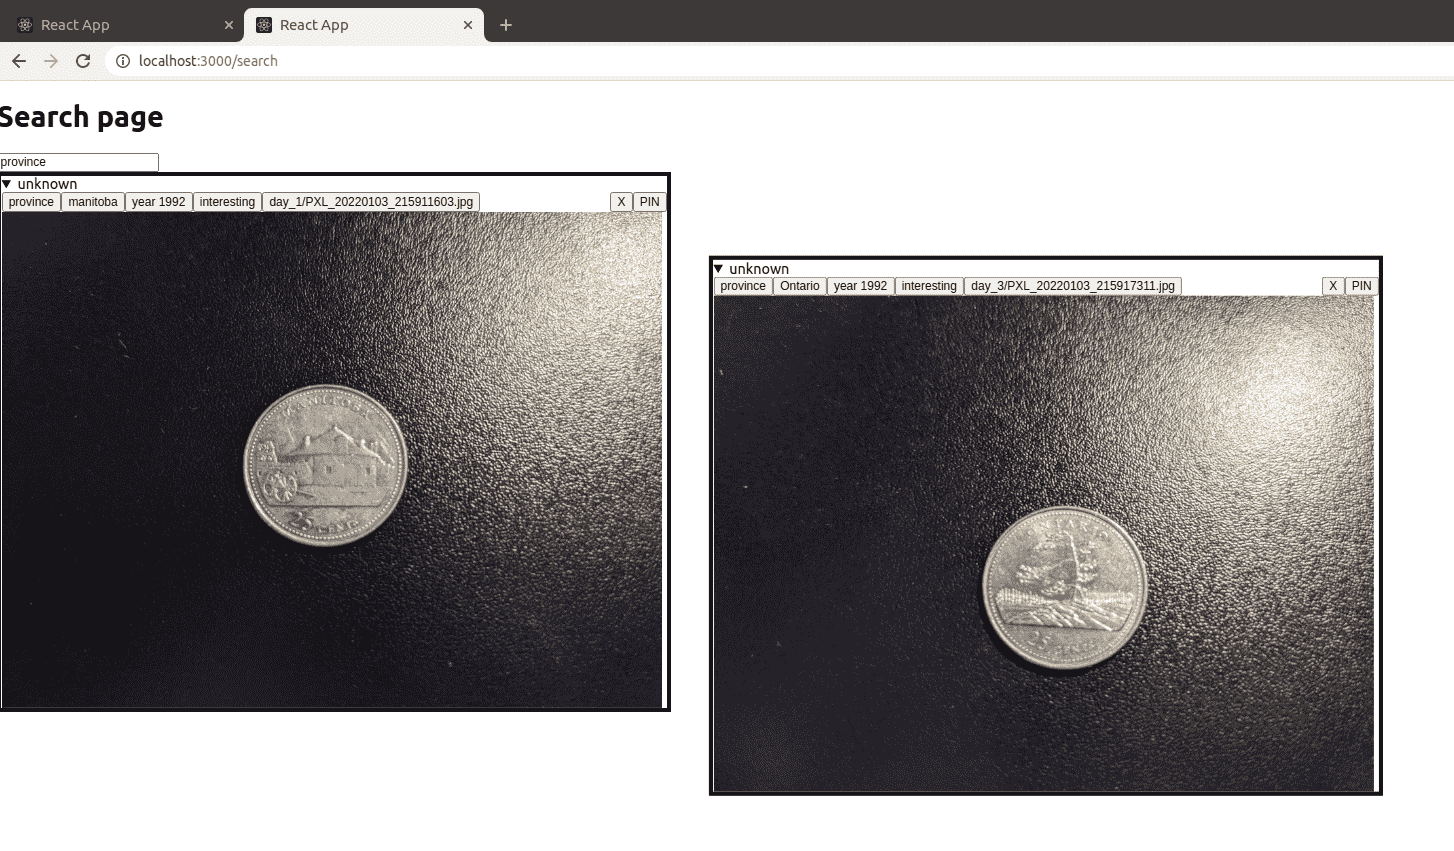 React App
React App
localhost:3000/search
Search page
province
unknown
province manitoba year 1992 interesting day_1/PXL_20220103_215911603.jpg X PIN
MANITOBA
25 CENTS
unknown
province Ontario year 1992 interesting day_3/PXL_20220103_215917311.jpg X PIN
ONTARIO
25 CENTS